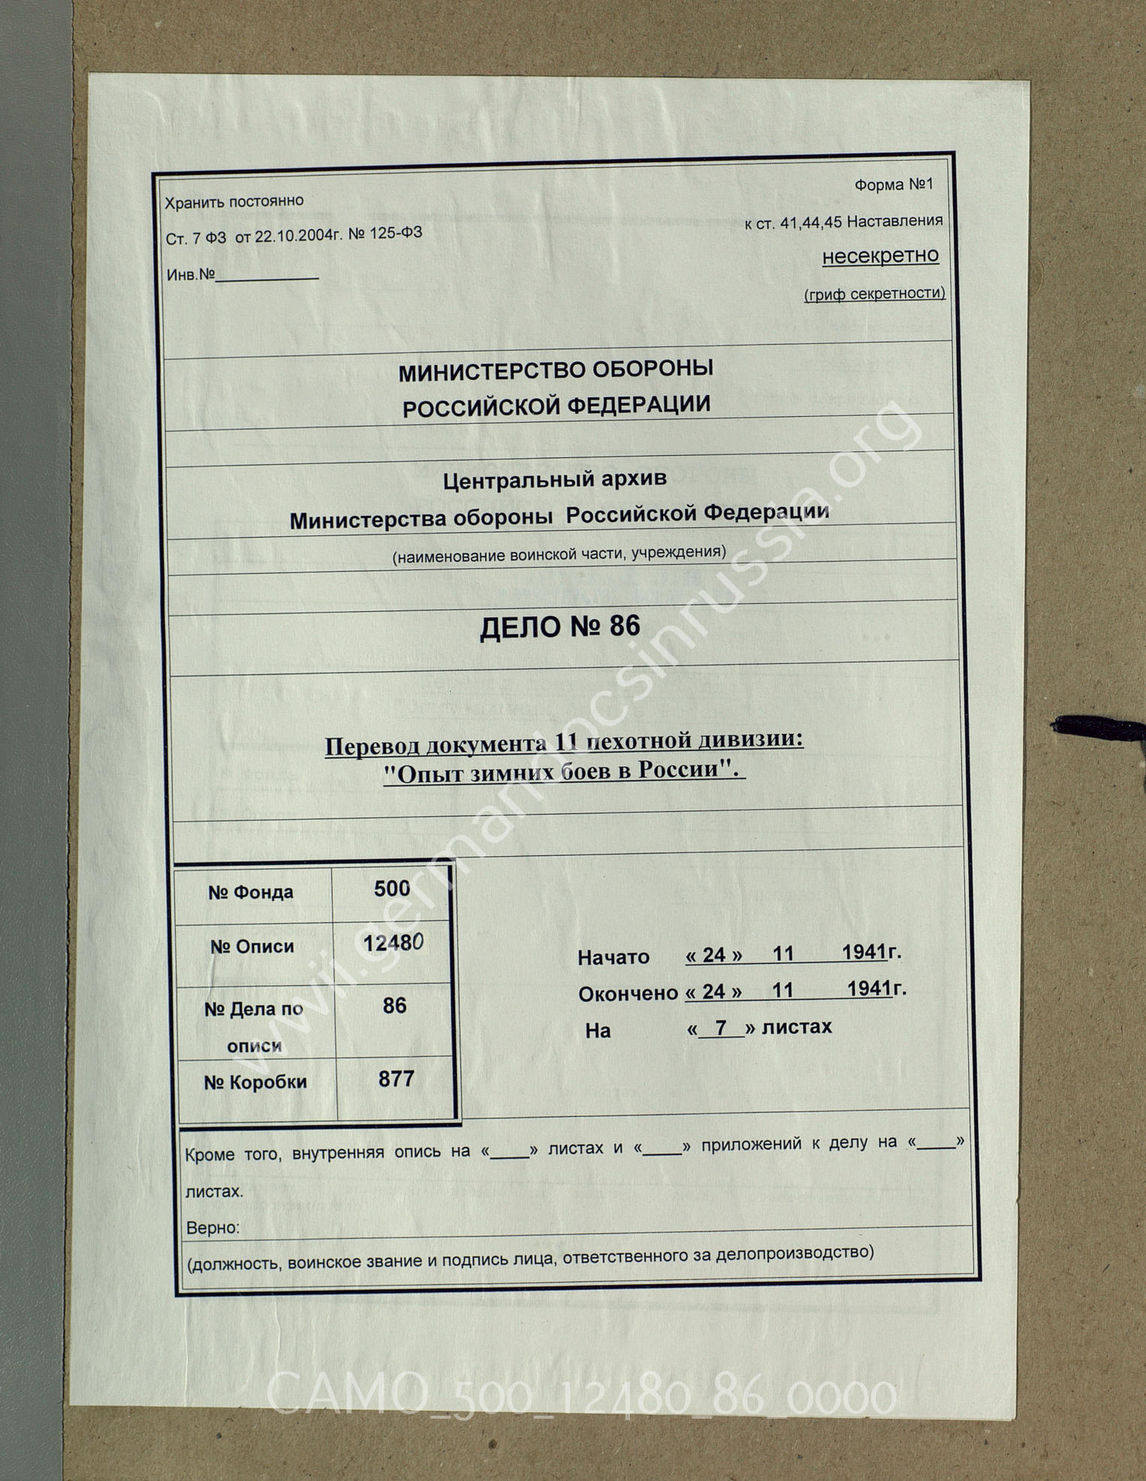 Хранить постоянно
Форма №1
Ст. 7 ФЗ от 22.10.2004г. № 125-ФЗ
к ст. 41,44,45 Наставления
Инв.№__________
несекретно
(гриф секретности)
МИНИСТЕРСТВО ОБОРОНЫ
РОССИЙСКОЙ ФЕДЕРАЦИИ
Центральный архив
Министерства обороны Российской Федерации
(наименование воинской части, учреждения)
ДЕЛО № 86
Перевод документа 11 пехотной дивизии:
"Опыт зимних боев в России".
№ Фонда 500
№ Описи 12480
№ Дела по описи 86
№ Коробки 877
Начато « 24 » 11 1941г.
Окончено « 24 » 11 1941г.
На « 7 » листах
Кроме того, внутренняя опись на «____» листах и «____» приложений к делу на «____»
листах.
Верно:
(должность, воинское звание и подпись лица, ответственного за делопроизводство)
wwii.germandocsinrussia.org
CAMO_500_12480_86_0000